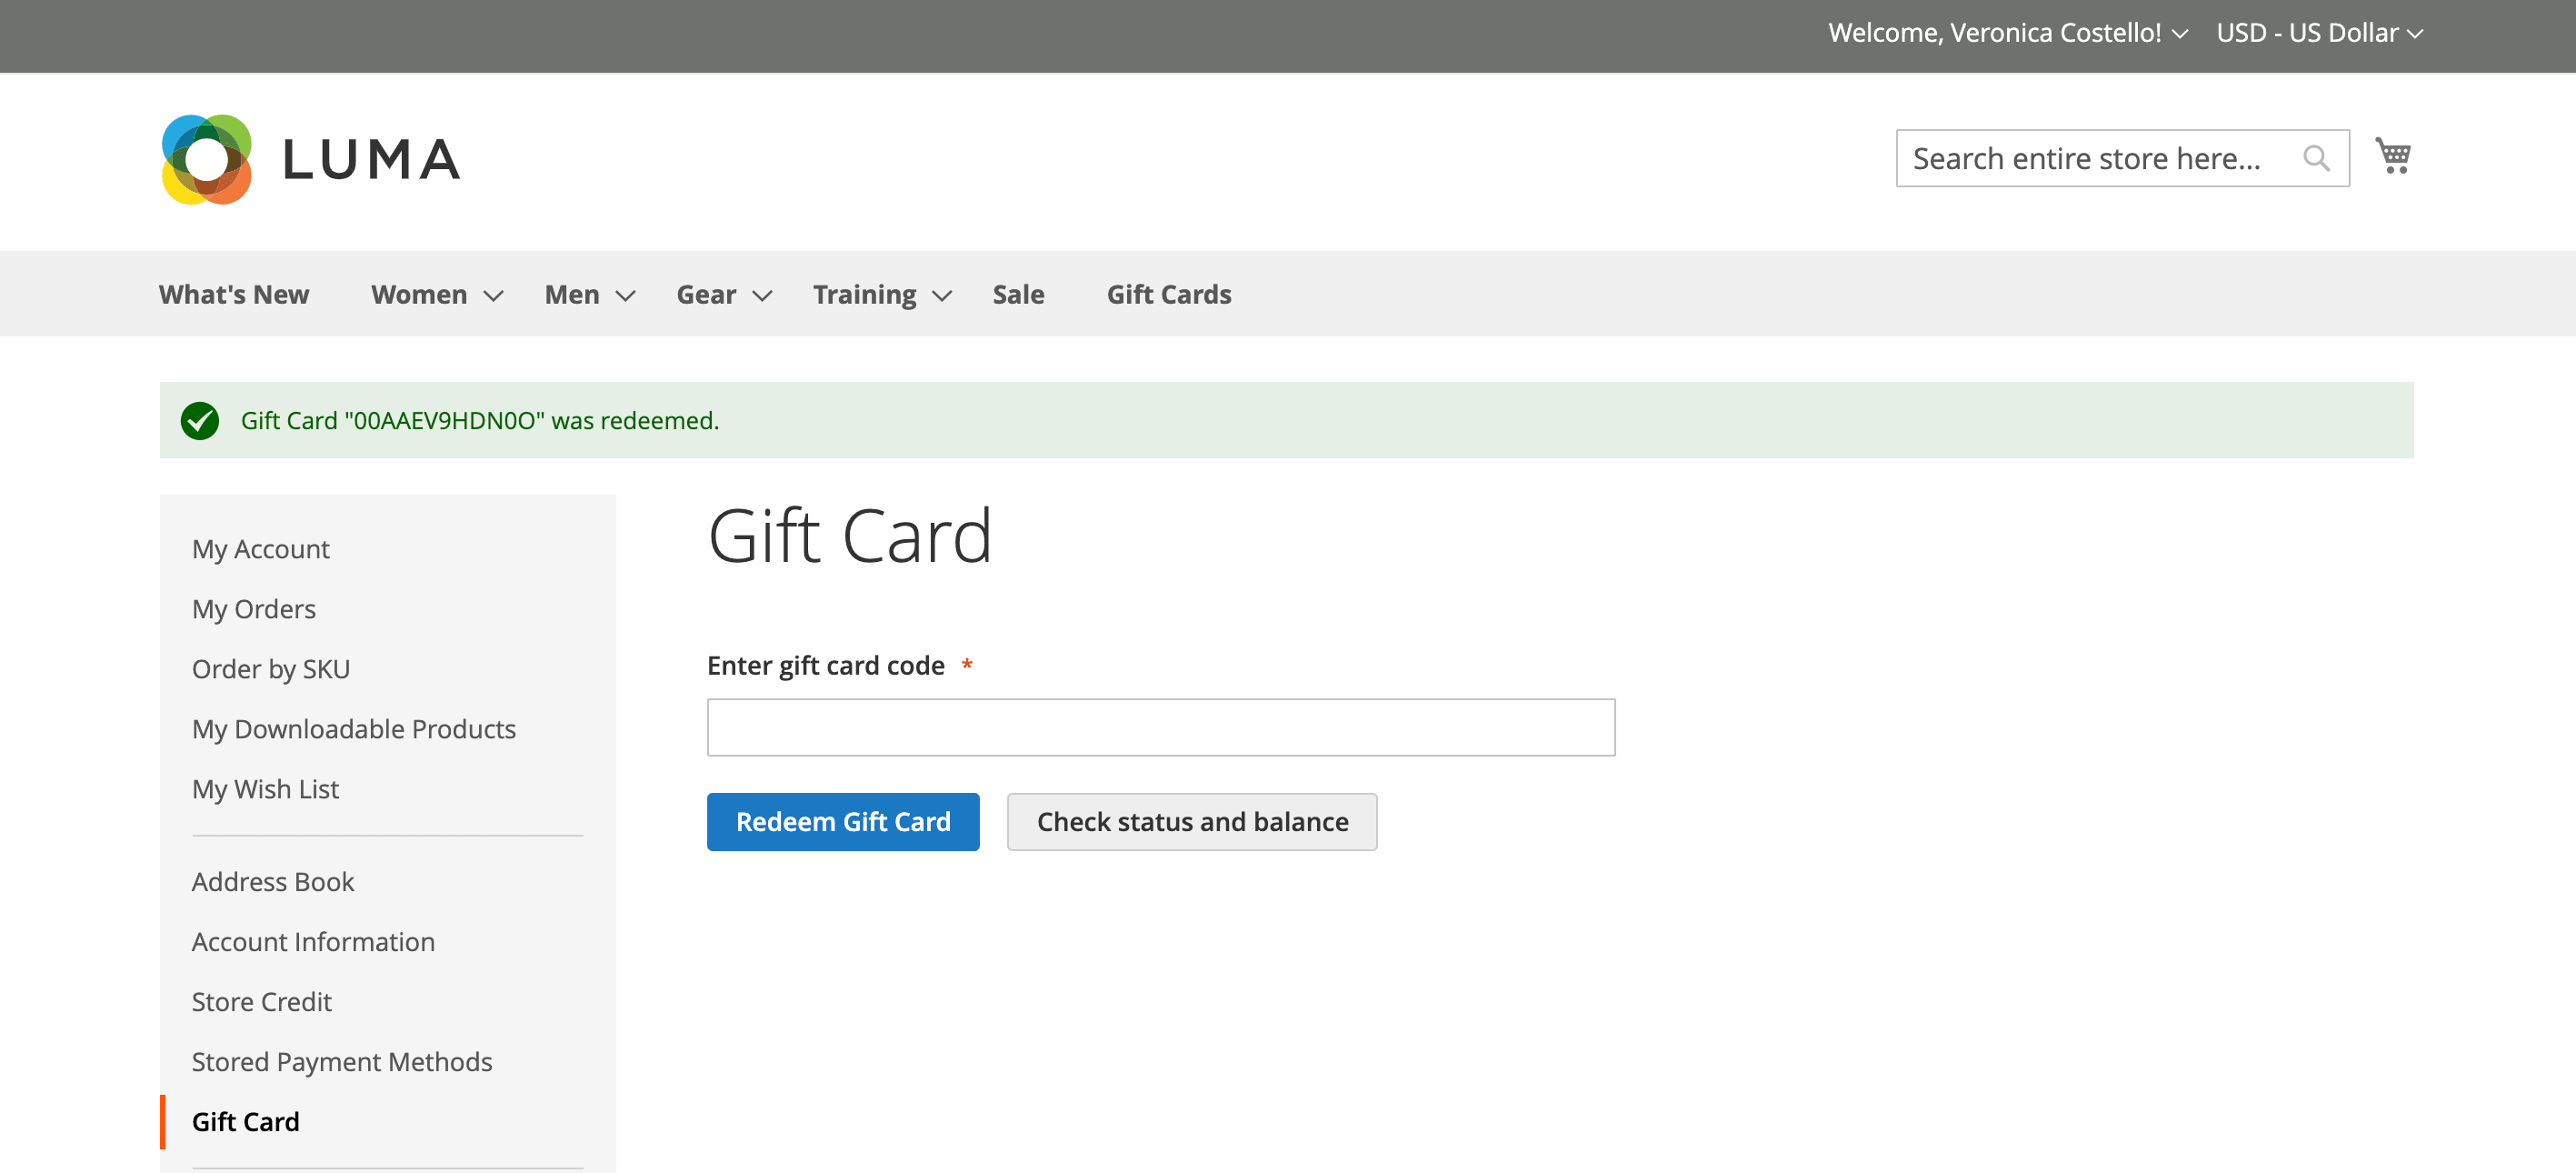 Welcome, Veronica Costello! USD - US Dollar
LUMA
Search entire store here...
What's New Women Men Gear Training Sale Gift Cards
Gift Card "00AAEV9HDN0O" was redeemed.
My Account
My Orders
Order by SKU
My Downloadable Products
My Wish List
Address Book
Account Information
Store Credit
Stored Payment Methods
Gift Card
Gift Card
Enter gift card code *
Redeem Gift Card Check status and balance